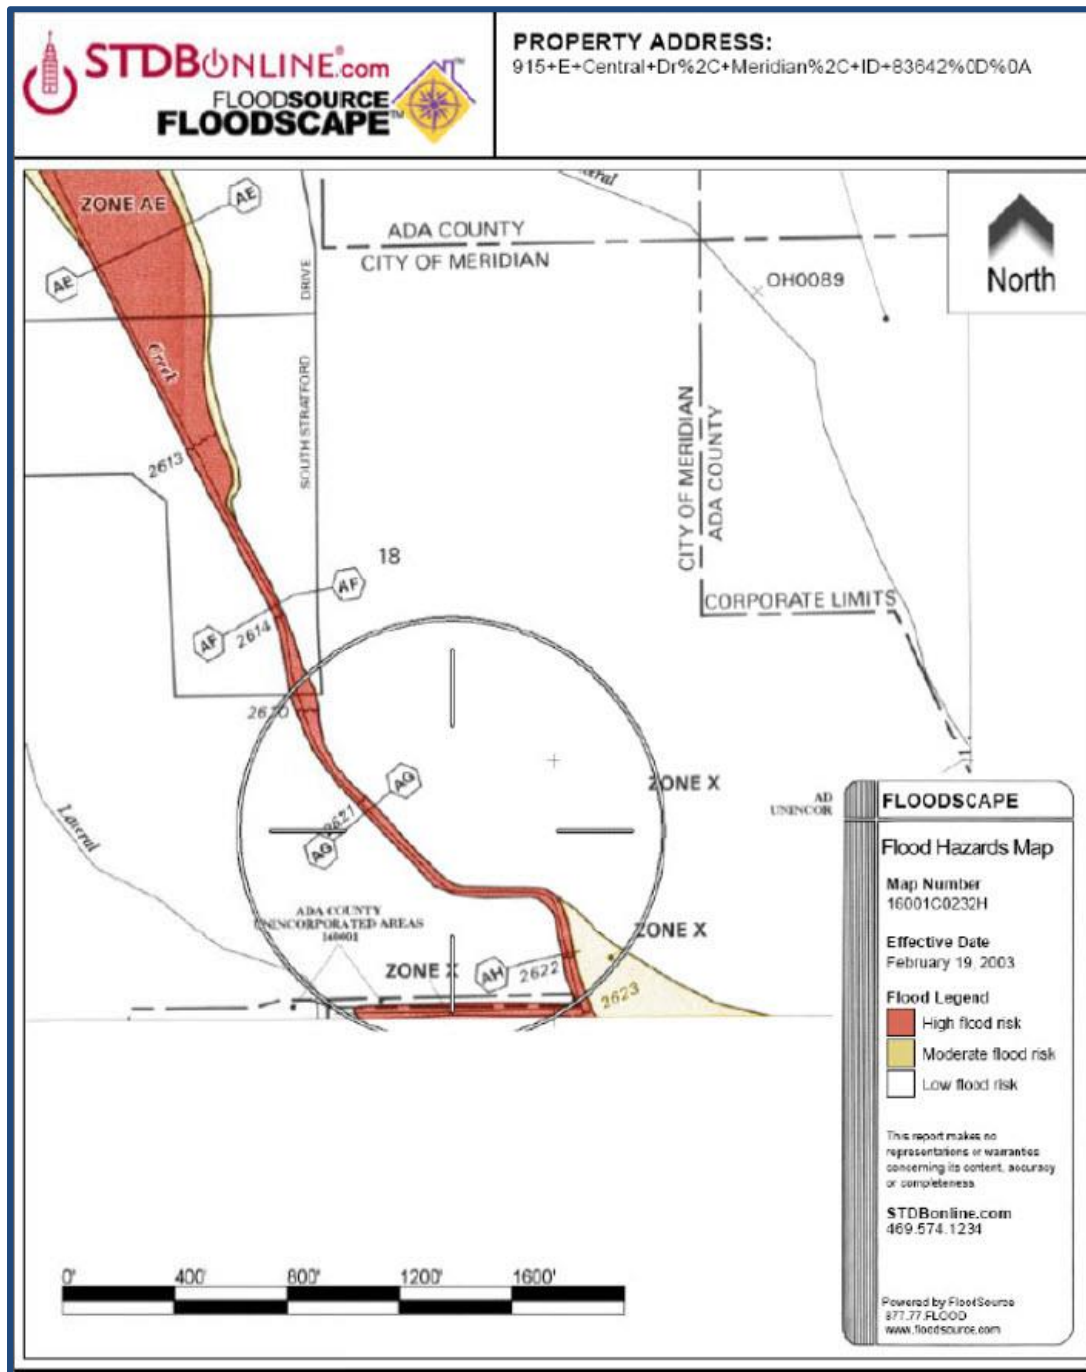 STDBONLINE®.com
FLOODSOURCE
FLOODSCAPE™
PROPERTY ADDRESS:
915+E+Central+Dr%2C+Meridian%2C+ID+83642%0D%0A
ZONE AE
AE
AE
ADA COUNTY
CITY OF MERIDIAN
OH0089
North
DRIVE
SOUTH STRATFORD
Creek
2613
CITY OF MERIDIAN
ADA COUNTY
18
AF
AF
2614
CORPORATE LIMITS
ZONE X
AG
AG
2621
AD
UNINCOR
Lateral
ADA COUNTY
UNINCORPORATED AREAS
160001
ZONE X
ZONE X
AH
2622
2623
FLOODSCAPE
Flood Hazards Map
Map Number
16001C0232H
Effective Date
February 19, 2003
Flood Legend
High flood risk
Moderate flood risk
Low flood risk
This report makes no
representations or warranties
concerning its content, accuracy
or completeness
STDBonline.com
469.574.1234
0' 400' 800' 1200' 1600'
Powered by FloodSource
877.77.FLOOD
www.floodsource.com